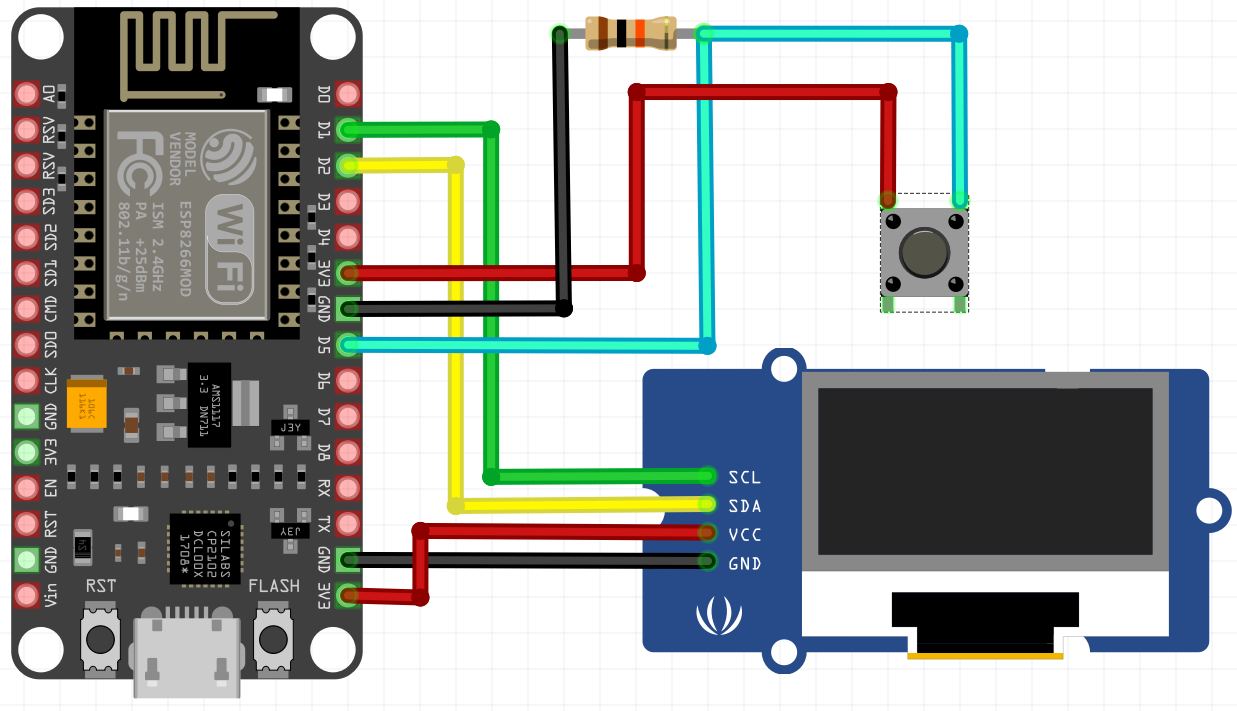 A0
RSV
RSV
SD3
SD2
SD1
CMD
SD0
CLK
GND
3V3
EN
RST
GND
Vin
D0
D1
D2
D3
D4
3V3
GND
D5
D6
D7
D8
RX
TX
GND
3V3
MODEL
VENDOR
ESP8266MOD
ISM 2.4GHz
PA +25dBm
802.11b/g/n
FCC
Wi Fi
AMS1117
3.3 DN711
J3Y
J3Y
SILABS
CP2102
DCL00X
1708*
RST
FLASH
SCL
SDA
VCC
GND